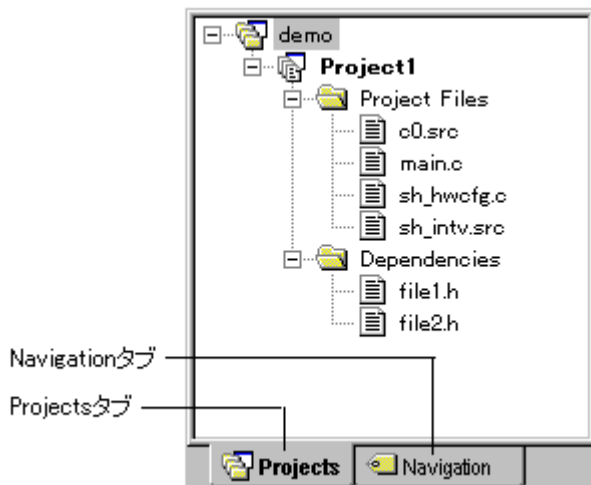 demo
Project1
Project Files
c0.src
main.c
sh_hwcfg.c
sh_intv.src
Dependencies
file1.h
file2.h
Navigationタブ
Projectsタブ
Projects
Navigation